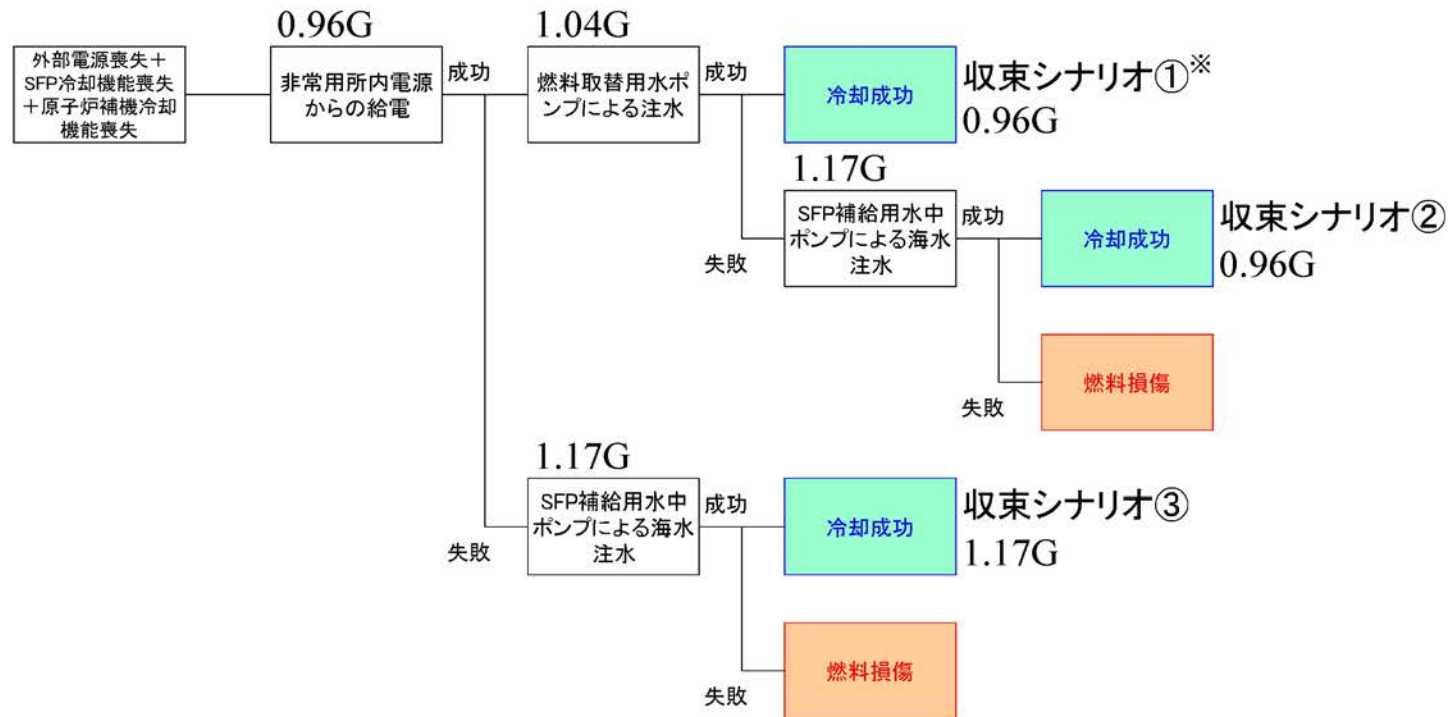 0.96G
1.04G
外部電源喪失＋
SFP冷却機能喪失
＋原子炉補機冷却
機能喪失
非常用所内電源
からの給電
成功
燃料取替用水ポ
ンプによる注水
成功
冷却成功
収束シナリオ①※
0.96G
1.17G
SFP補給用水中
ポンプによる海水
注水
成功
失敗
冷却成功
収束シナリオ②
0.96G
燃料損傷
失敗
1.17G
SFP補給用水中
ポンプによる海水
注水
成功
失敗
冷却成功
収束シナリオ③
1.17G
燃料損傷
失敗